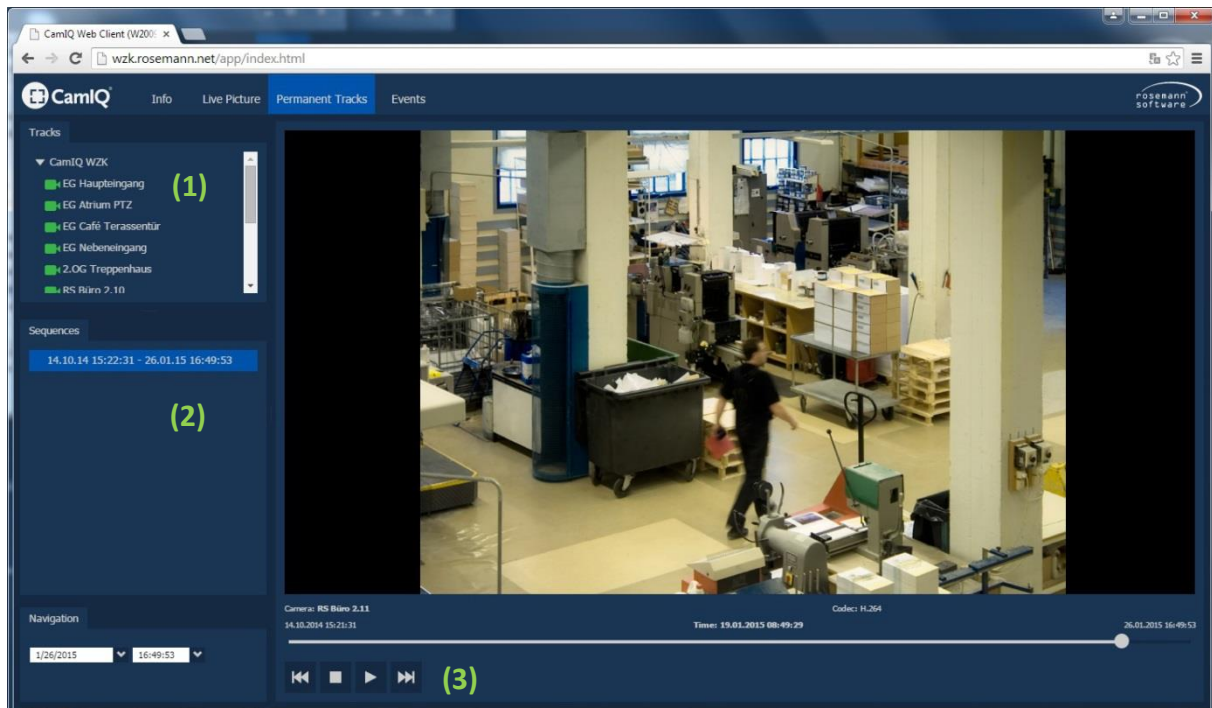 CamIQ Web Client (W200
wzk.rosemann.net/app/index.html
CamIQ Info Live Picture Permanent Tracks Events
rosemann
software
Tracks
CamIQ WZK
EG Haupteingang
(1)
EG Atrium PTZ
EG Café Terassentür
EG Nebeneingang
2.OG Treppenhaus
RS Büro 2.10
Sequences
14.10.14 15:22:31 - 26.01.15 16:49:53
(2)
Camera: RS Büro 2.11 Codec: H.264
14.10.2014 15:21:31 Time: 19.01.2015 08:49:29 26.01.2015 16:49:53
Navigation
1/26/2015 16:49:53
(3)